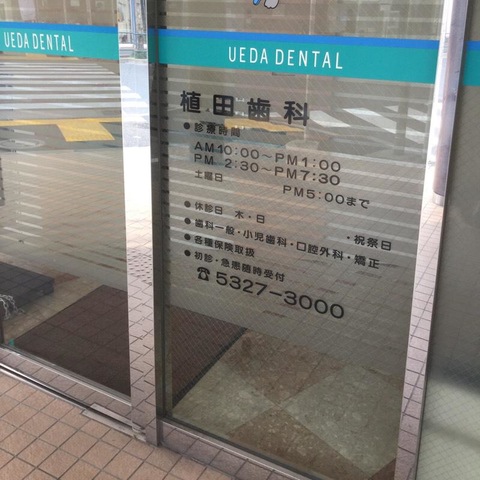 UEDA DENTAL
UEDA DENTAL
植田歯科
●診療時間
AM10:00～PM1:00
PM 2:30～PM7:30
土曜日 PM5:00まで
●休診日 木・日 ・祝祭日
●歯科一般・小児歯科・口腔外科・矯正
●各種保険取扱
●初診・急患随時受付
☎5327-3000